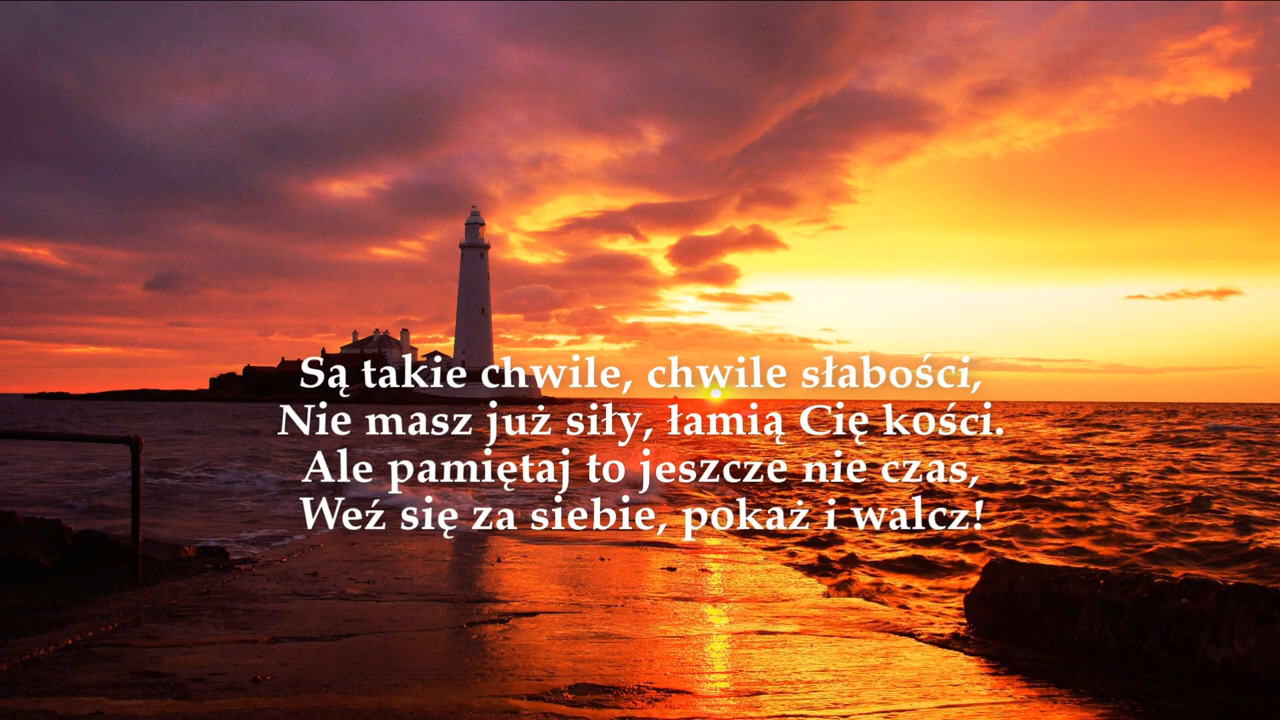 Są takie chwile, chwile słabości,
Nie masz już siły, łamią Cię kości.
Ale pamiętaj to jeszcze nie czas,
Weź się za siebie, pokaż i walcz!